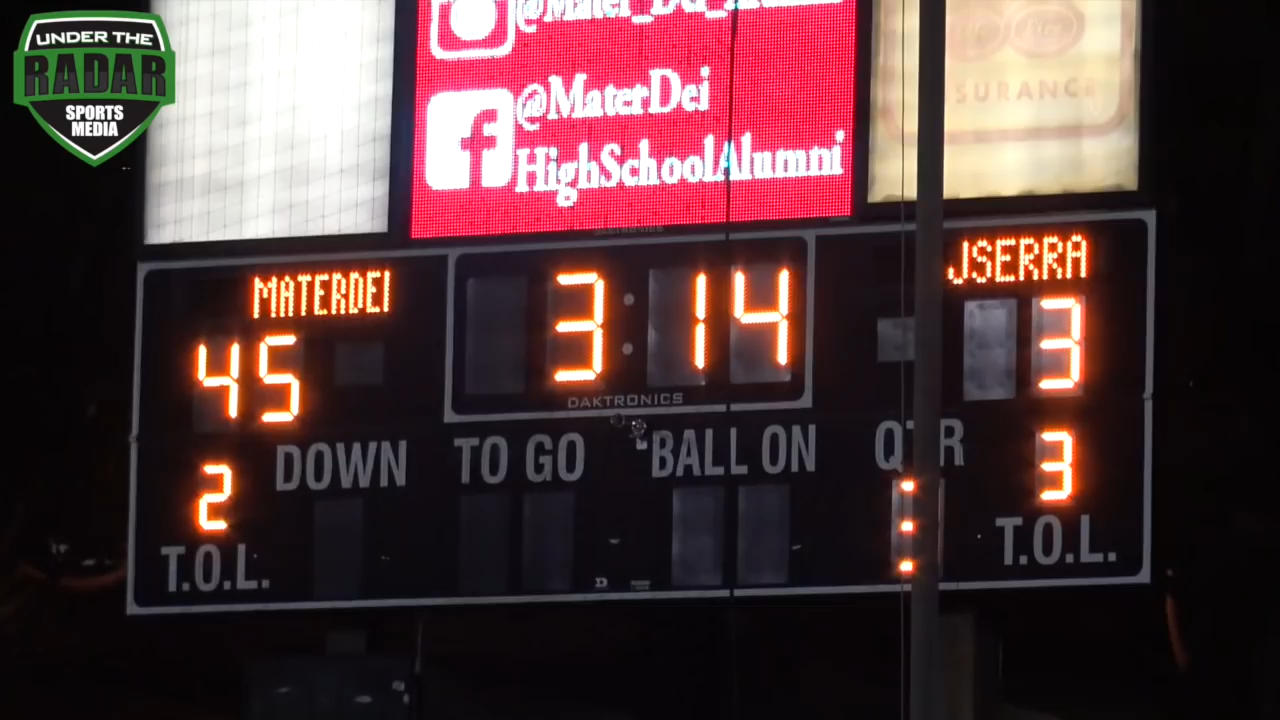 UNDER THE
RADAR
SPORTS
MEDIA
@Mater_Dei_Alumni
@MaterDei
HighSchoolAlumni
MATERDEI
JSERRA
45
3:14
3
DAKTRONICS
DOWN
TO GO
BALL ON
QTR
2
3
T.O.L.
T.O.L.